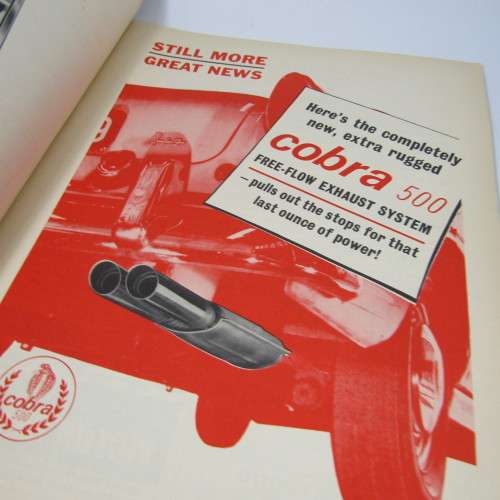 STILL MORE
GREAT NEWS
Here's the completely
new, extra rugged
cobra 500
FREE-FLOW EXHAUST SYSTEM
—pulls out the stops for that
last ounce of power!
cobra
500